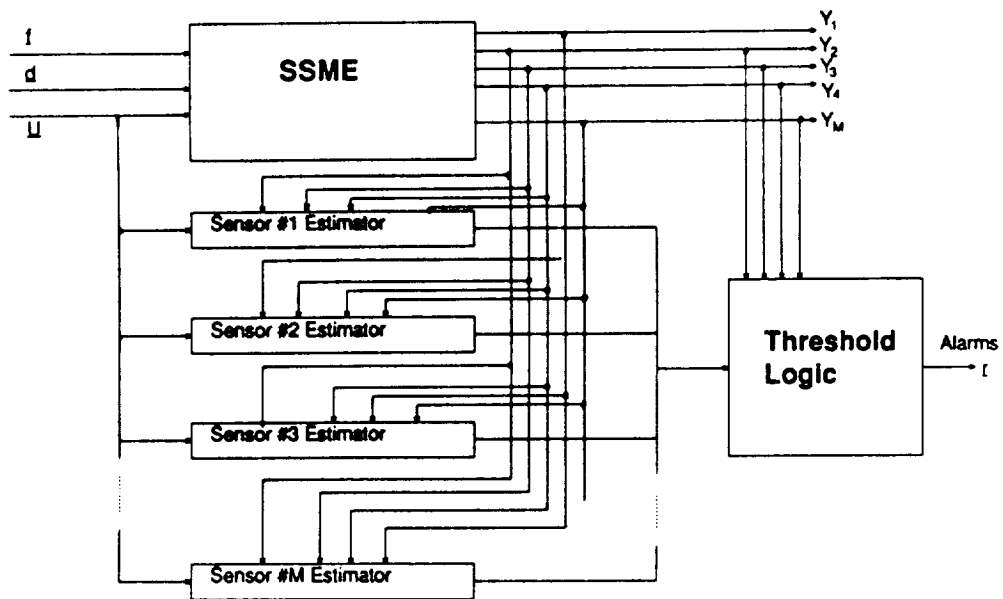 f
d
U
SSME
Y1
Y2
Y3
Y4
YM
Sensor #1 Estimator
Sensor #2 Estimator
Sensor #3 Estimator
Sensor #M Estimator
Threshold
Logic
Alarms
r